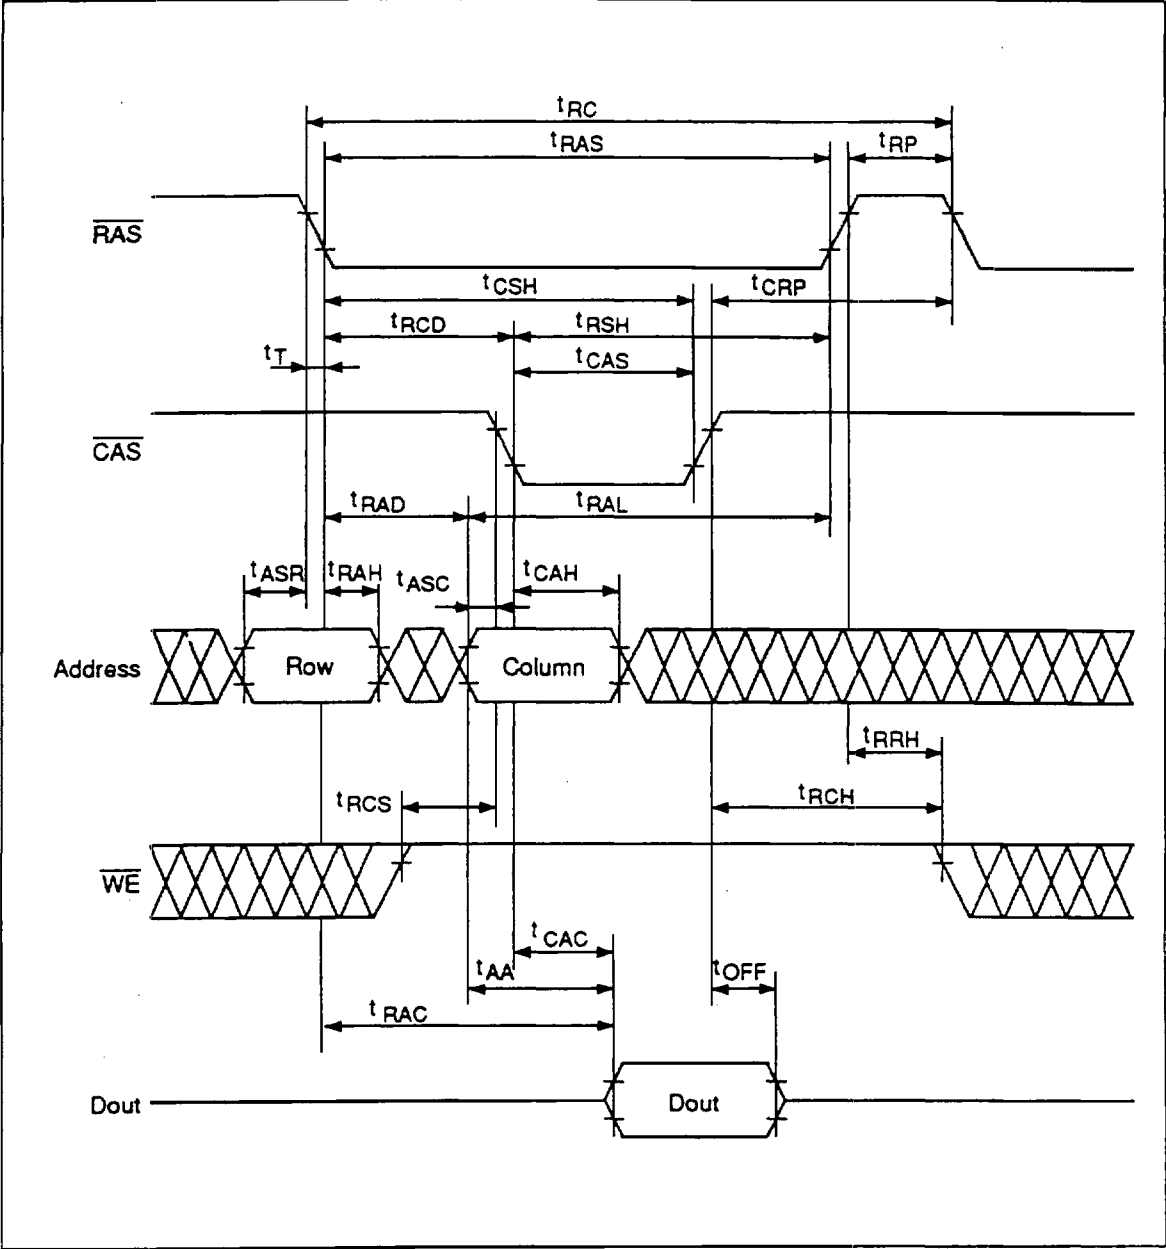 tRC
tRAS
tRP
RAS
tCSH
tCRP
tRCD
tRSH
tT
tCAS
CAS
tRAD
tRAL
tASR
tRAH
tASC
tCAH
Address
Row
Column
tRRH
tRCS
tRCH
WE
tCAC
tAA
tOFF
tRAC
Dout
Dout